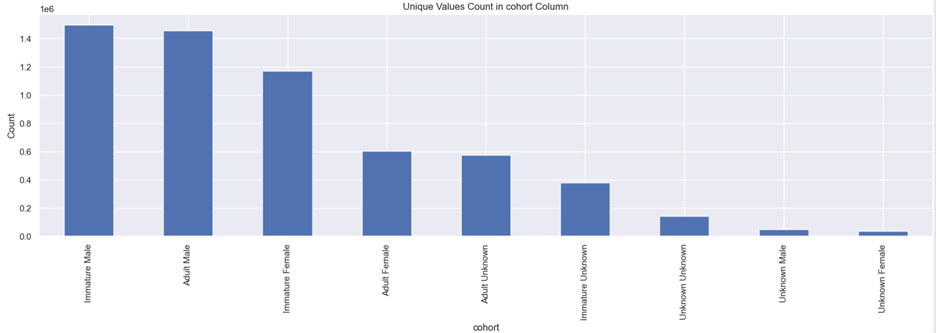 Unique Values Count in cohort Column
1e6
1.4
1.2
1.0
0.8
0.6
0.4
0.2
0.0
Count
Immature Male
Adult Male
Immature Female
Adult Female
Adult Unknown
Immature Unknown
Unknown Unknown
Unknown Male
Unknown Female
cohort